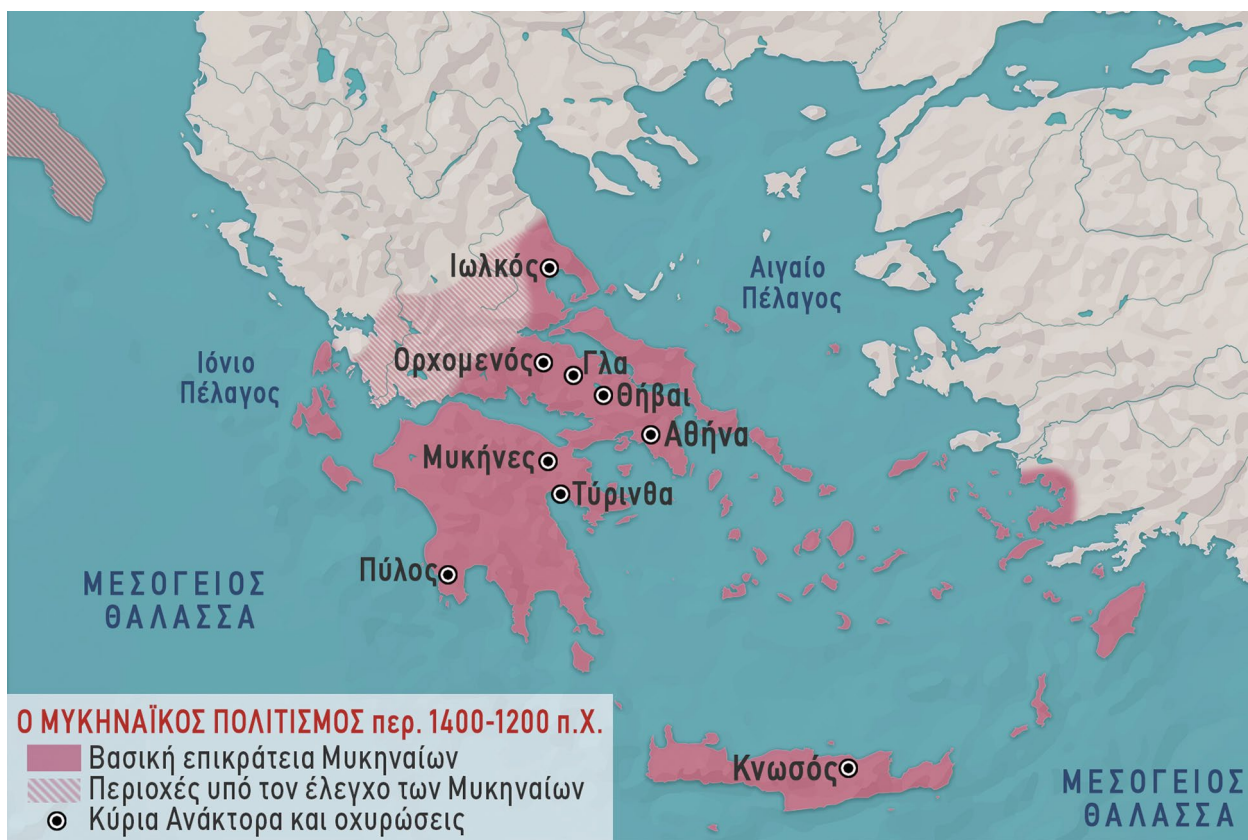 Ιωλκός
Αιγαίο
Πέλαγος
Ιόνιο
Πέλαγος
Ορχομενός
Γλα
Θήβαι
Αθήνα
Μυκήνες
Τύρινθα
Πύλος
ΜΕΣΟΓΕΙΟΣ
ΘΑΛΑΣΣΑ
Ο ΜΥΚΗΝΑΪΚΟΣ ΠΟΛΙΤΙΣΜΟΣ περ. 1400-1200 π.Χ.
Βασική επικράτεια Μυκηναίων
Περιοχές υπό τον έλεγχο των Μυκηναίων
Κύρια Ανάκτορα και οχυρώσεις
Κνωσός
ΜΕΣΟΓΕΙΟΣ
ΘΑΛΑΣΣΑ